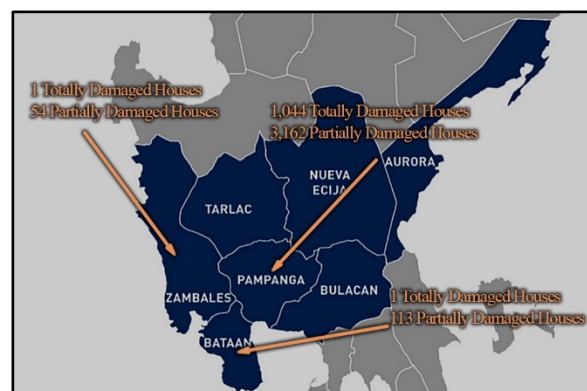 1 Totally Damaged Houses
54 Partially Damaged Houses
1,044 Totally Damaged Houses
3,162 Partially Damaged Houses
AURORA
NUEVA
ECIJA
TARLAC
PAMPANGA
BULACAN
ZAMBALES
1 Totally Damaged Houses
113 Partially Damaged Houses
BATAAN